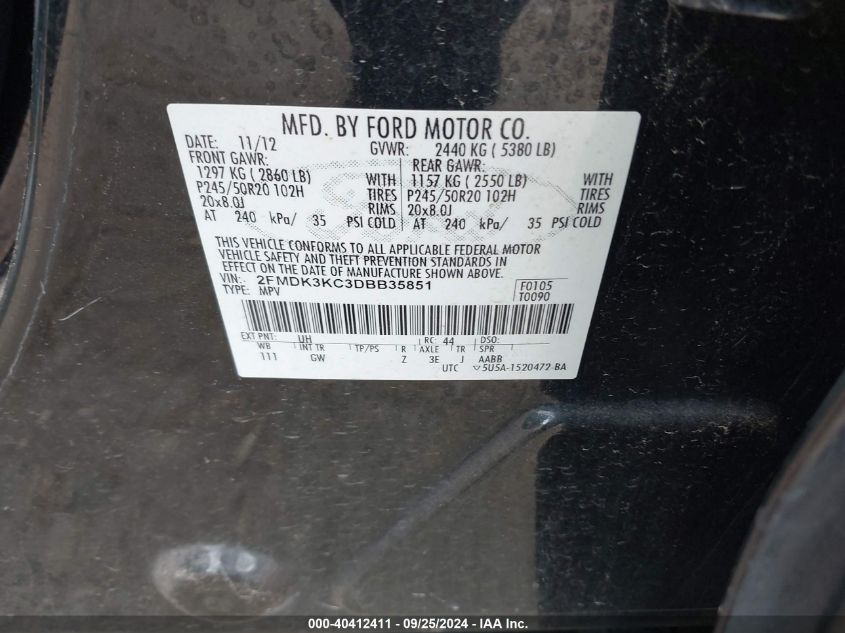 MFD. BY FORD MOTOR CO.
DATE: 11/12 GVWR: 2440 KG ( 5380 LB)
FRONT GAWR: REAR GAWR:
1297 KG ( 2860 LB) WITH 1157 KG ( 2550 LB) WITH
P245/50R20 102H TIRES P245/50R20 102H TIRES
20x8.0J RIMS 20x8.0J RIMS
AT 240 kPa/ 35 PSI COLD AT 240 kPa/ 35 PSI COLD
THIS VEHICLE CONFORMS TO ALL APPLICABLE FEDERAL MOTOR
VEHICLE SAFETY AND THEFT PREVENTION STANDARDS IN
EFFECT ON THE DATE OF MANUFACTURE SHOWN ABOVE.
VIN: 2FMDK3KC3DBB35851 F0105
TYPE: MPV T0090
EXT PNT: UH RC: 44 DSO:
WB INT TR TP/PS R AXLE TR SPR
111 GW Z 3E J AABB
UTC 5U5A-1520472-BA
000-40412411 - 09/25/2024 - IAA Inc.